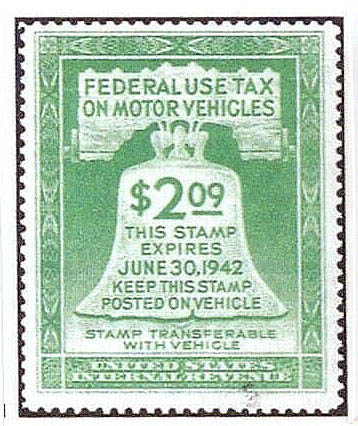 FEDERAL USE TAX
ON MOTOR VEHICLES
$2.09
THIS STAMP
EXPIRES
JUNE 30, 1942
KEEP THIS STAMP
POSTED ON VEHICLE
STAMP TRANSFERABLE
WITH VEHICLE
UNITED STATES
INTERNAL REVENUE